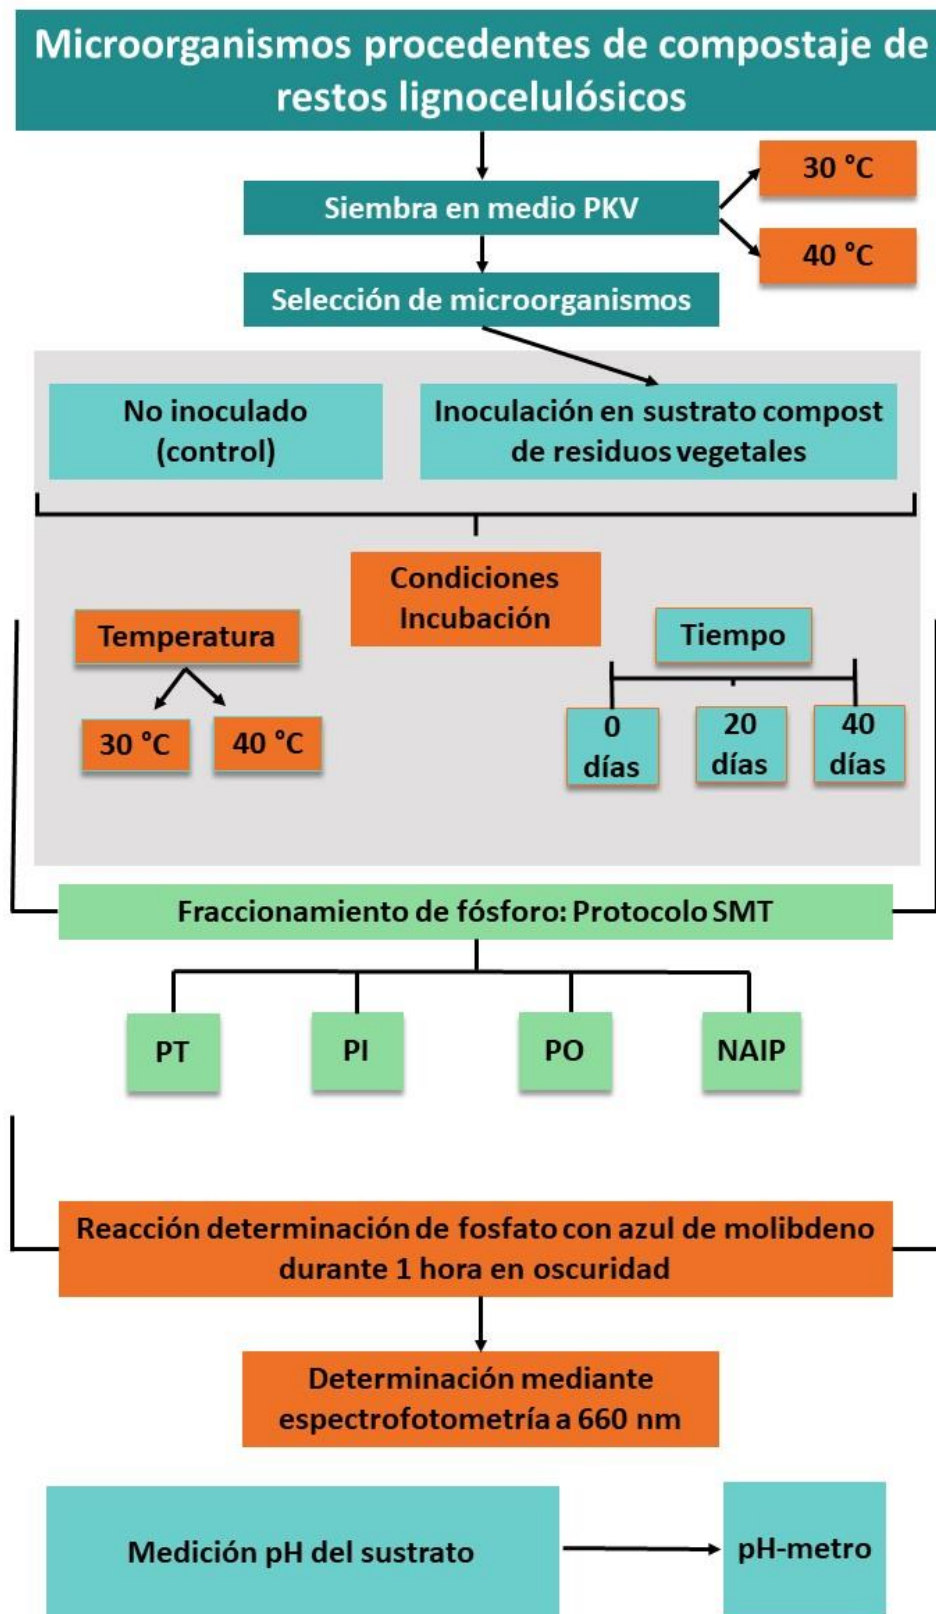 Microorganismos procedentes de compostaje de
restos lignocelulósicos
30 °C
Siembra en medio PKV
40 °C
Selección de microorganismos
No inoculado
(control)
Inoculación en sustrato compost
de residuos vegetales
Condiciones
Incubación
Temperatura
Tiempo
30 °C
40 °C
0
días
20
días
40
días
Fraccionamiento de fósforo: Protocolo SMT
PT
PI
PO
NAIP
Reacción determinación de fosfato con azul de molibdeno
durante 1 hora en oscuridad
Determinación mediante
espectrofotometría a 660 nm
Medición pH del sustrato
pH-metro